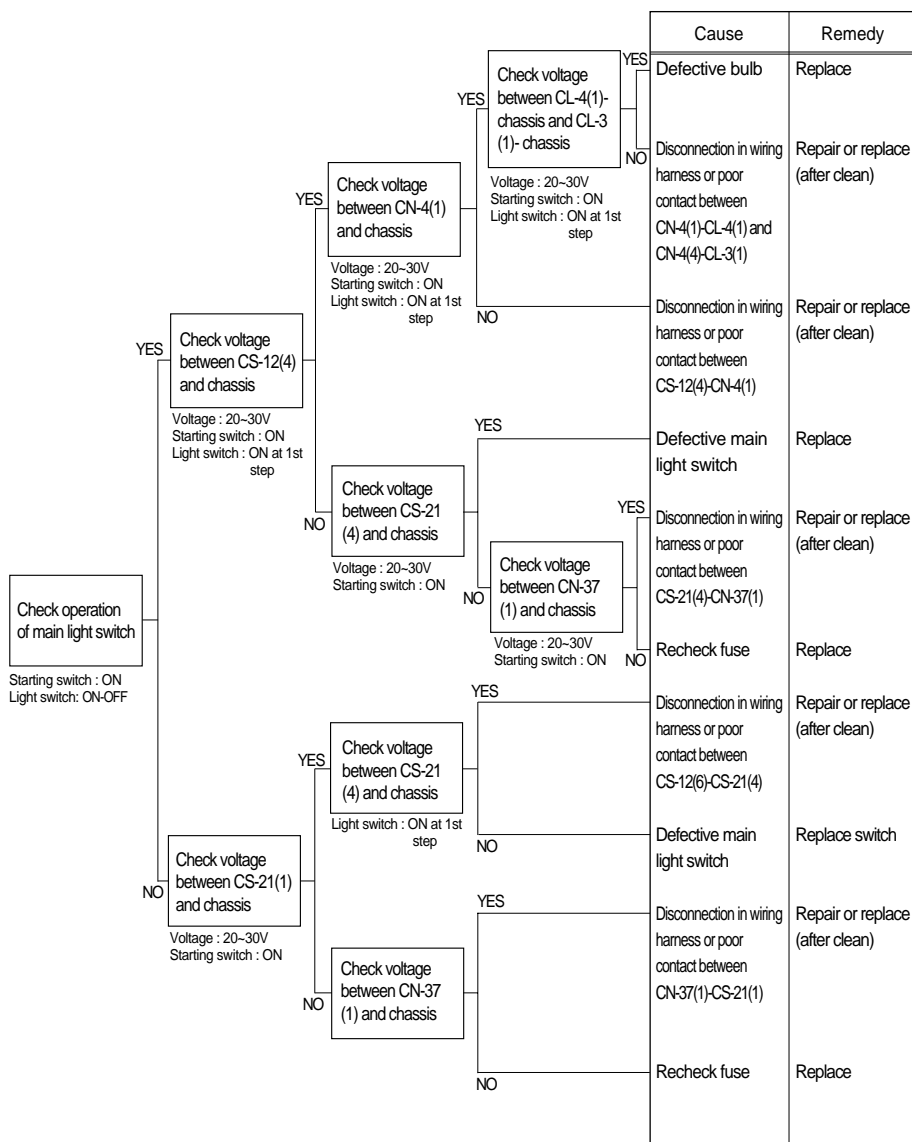 Cause
Remedy
YES
Defective bulb
Replace
Check voltage
between CL-4(1)-
chassis and CL-3
(1)- chassis
YES
NO
Disconnection in wiring
harness or poor
contact between
CN-4(1)-CL-4(1) and
CN-4(4)-CL-3(1)
Repair or replace
(after clean)
Voltage : 20~30V
Starting switch : ON
Light switch : ON at 1st
step
YES
Check voltage
between CN-4(1)
and chassis
Voltage : 20~30V
Starting switch : ON
Light switch : ON at 1st
step
NO
Disconnection in wiring
harness or poor
contact between
CS-12(4)-CN-4(1)
Repair or replace
(after clean)
YES
Check voltage
between CS-12(4)
and chassis
Voltage : 20~30V
Starting switch : ON
Light switch : ON at 1st
step
YES
Defective main
light switch
Replace
NO
Check voltage
between CS-21
(4) and chassis
Voltage : 20~30V
Starting switch : ON
YES
Disconnection in wiring
harness or poor
contact between
CS-21(4)-CN-37(1)
Repair or replace
(after clean)
NO
Check voltage
between CN-37
(1) and chassis
Voltage : 20~30V
Starting switch : ON
NO
Recheck fuse
Replace
Check operation
of main light switch
Starting switch : ON
Light switch: ON-OFF
YES
Disconnection in wiring
harness or poor
contact between
CS-12(6)-CS-21(4)
Repair or replace
(after clean)
YES
Check voltage
between CS-21
(4) and chassis
Light switch : ON at 1st
step
NO
Defective main
light switch
Replace switch
NO
Check voltage
between CS-21(1)
and chassis
Voltage : 20~30V
Starting switch : ON
YES
Disconnection in wiring
harness or poor
contact between
CN-37(1)-CS-21(1)
Repair or replace
(after clean)
NO
Check voltage
between CN-37
(1) and chassis
NO
Recheck fuse
Replace